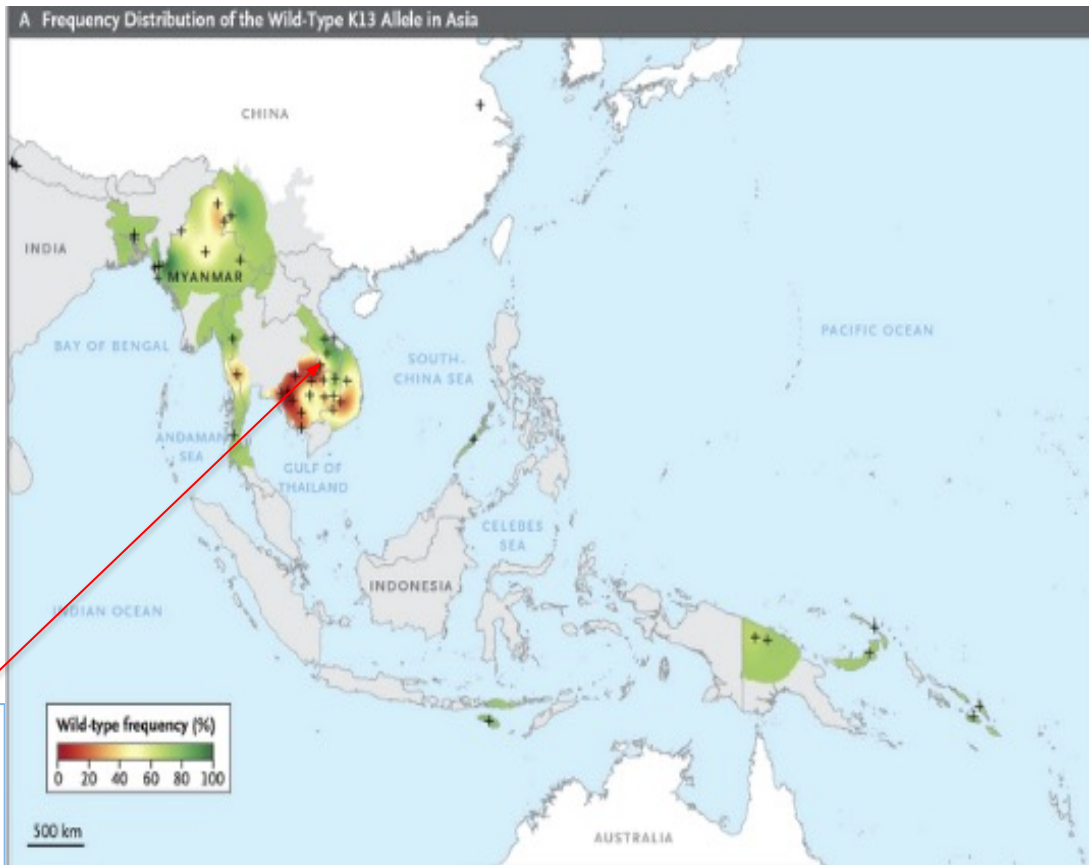 A Frequency Distribution of the Wild-Type K13 Allele in Asia
CHINA
INDIA
MYANMAR
BAY OF BENGAL
PACIFIC OCEAN
SOUTH-
CHINA SEA
ANDAMAN
SEA
GULF OF
THAILAND
CELEBES
SEA
INDONESIA
INDIAN OCEAN
Wild-type frequency (%)
0 20 40 60 80 100
500 km
AUSTRALIA